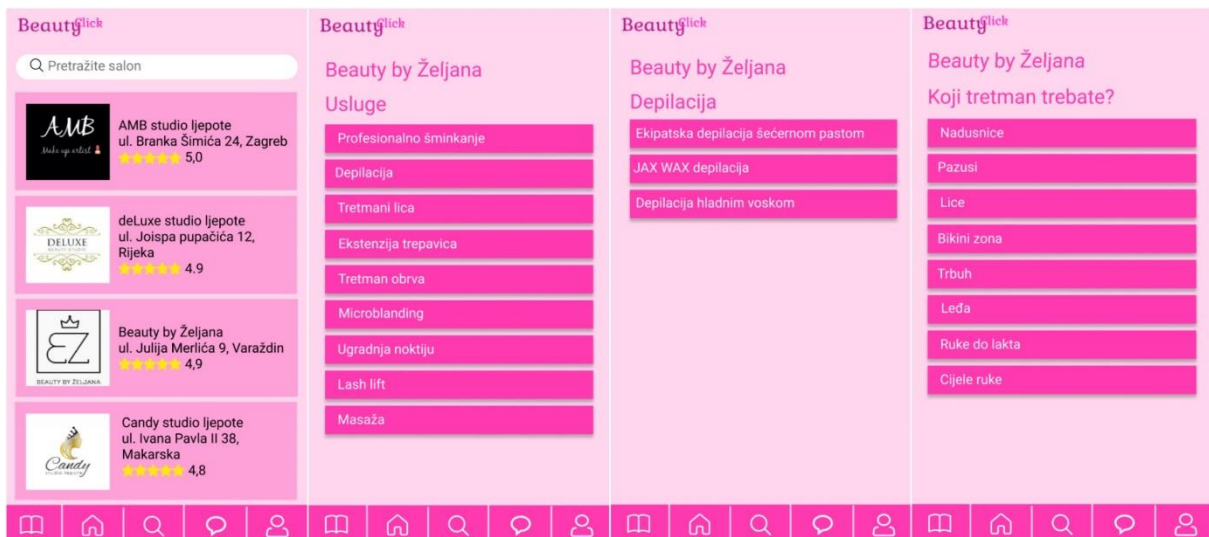 BeautyClick
Pretražite salon
AMB
Make up artist
AMB studio ljepote
ul. Branka Šimića 24, Zagreb
5,0
DELUXE
BEAUTY STUDIO
deLuxe studio ljepote
ul. Joispa pupačića 12,
Rijeka
4.9
EZ
BEAUTY BY ŽELJANA
Beauty by Željana
ul. Julija Merlića 9, Varaždin
4,9
Candy
Candy studio ljepote
ul. Ivana Pavla II 38,
Makarska
4,8
BeautyClick
Beauty by Željana
Usluge
Profesionalno šminkanje
Depilacija
Tretmani lica
Ekstenzija trepavica
Tretman obrva
Microblanding
Ugradnja noktiju
Lash lift
Masaža
BeautyClick
Beauty by Željana
Depilacija
Ekipatska depilacija šećernom pastom
JAX WAX depilacija
Depilacija hladnim voskom
BeautyClick
Beauty by Željana
Koji tretman trebate?
Nadusnice
Pazusi
Lice
Bikini zona
Trbuh
Leđa
Ruke do lakta
Cijele ruke